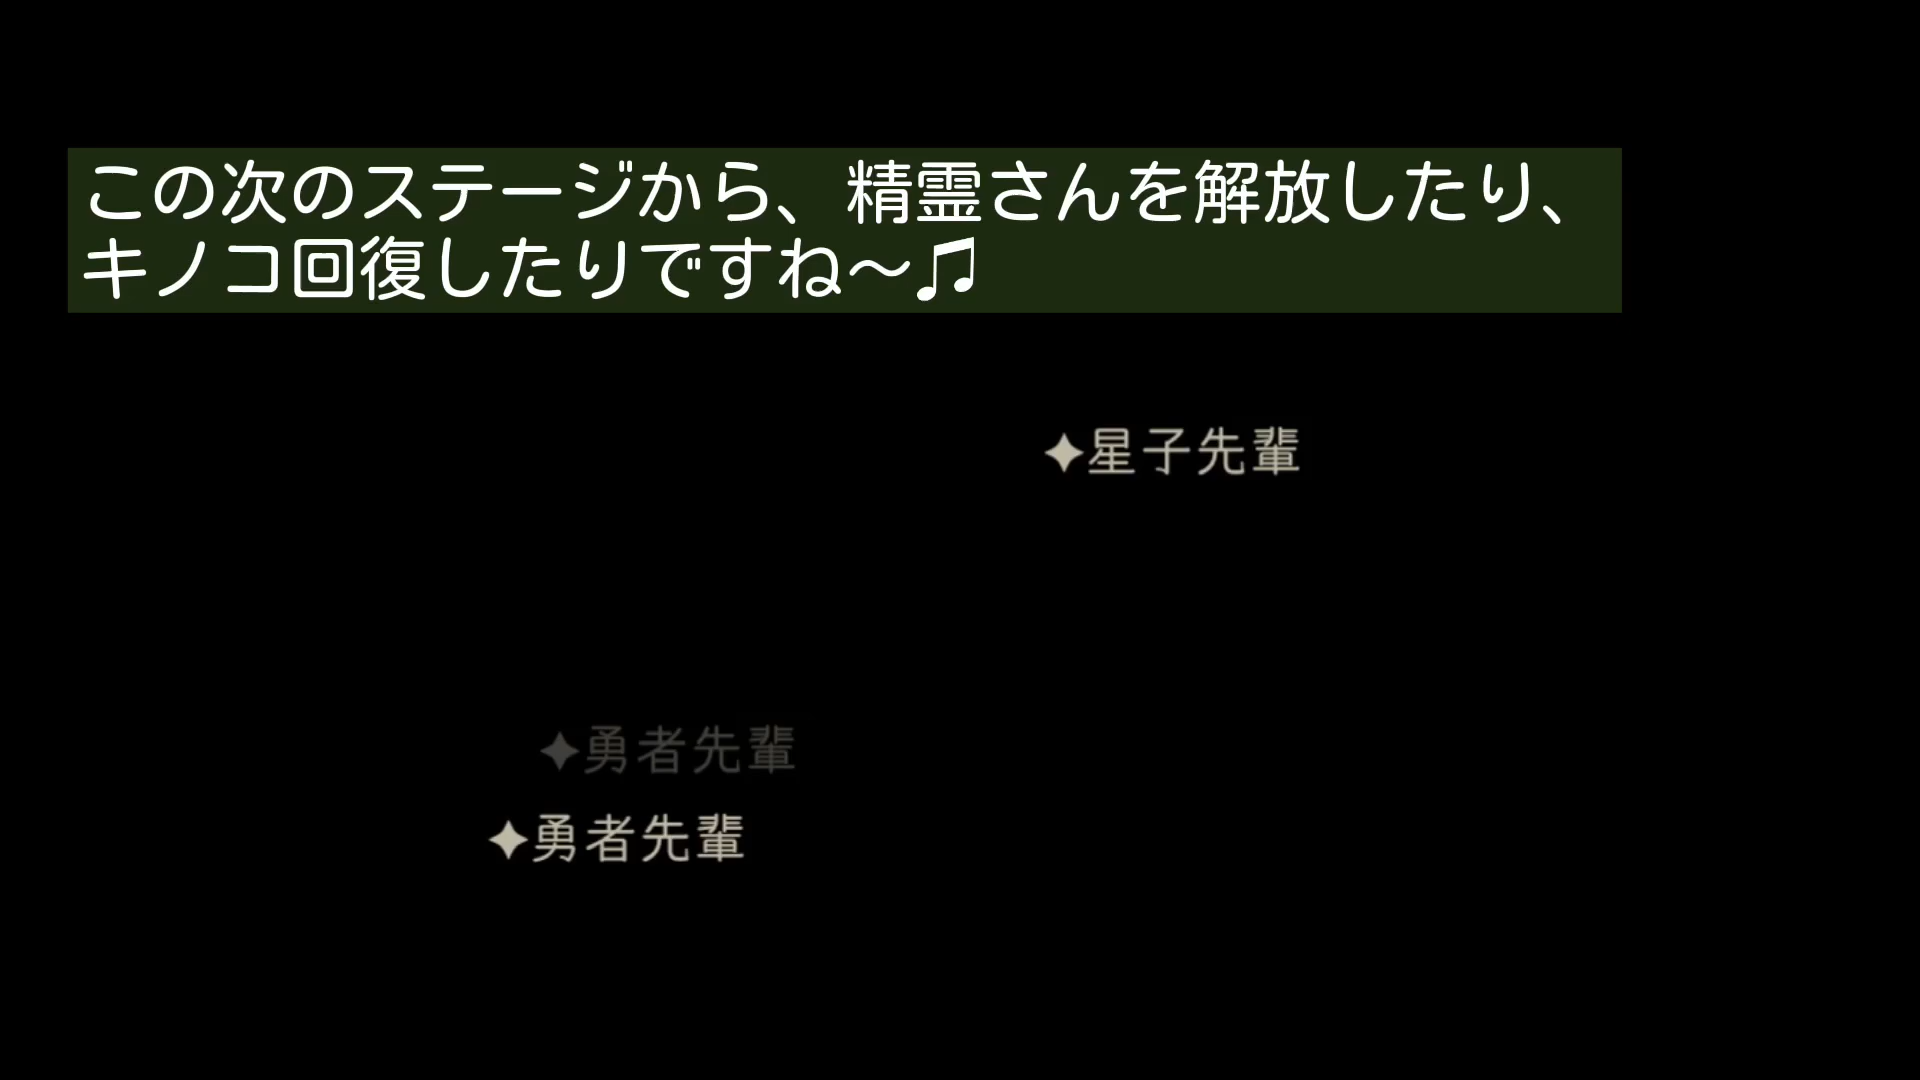 この次のステージから、精霊さんを解放したり、
キノコ回復したりですね～♫
✦星子先輩
✦勇者先輩
✦勇者先輩